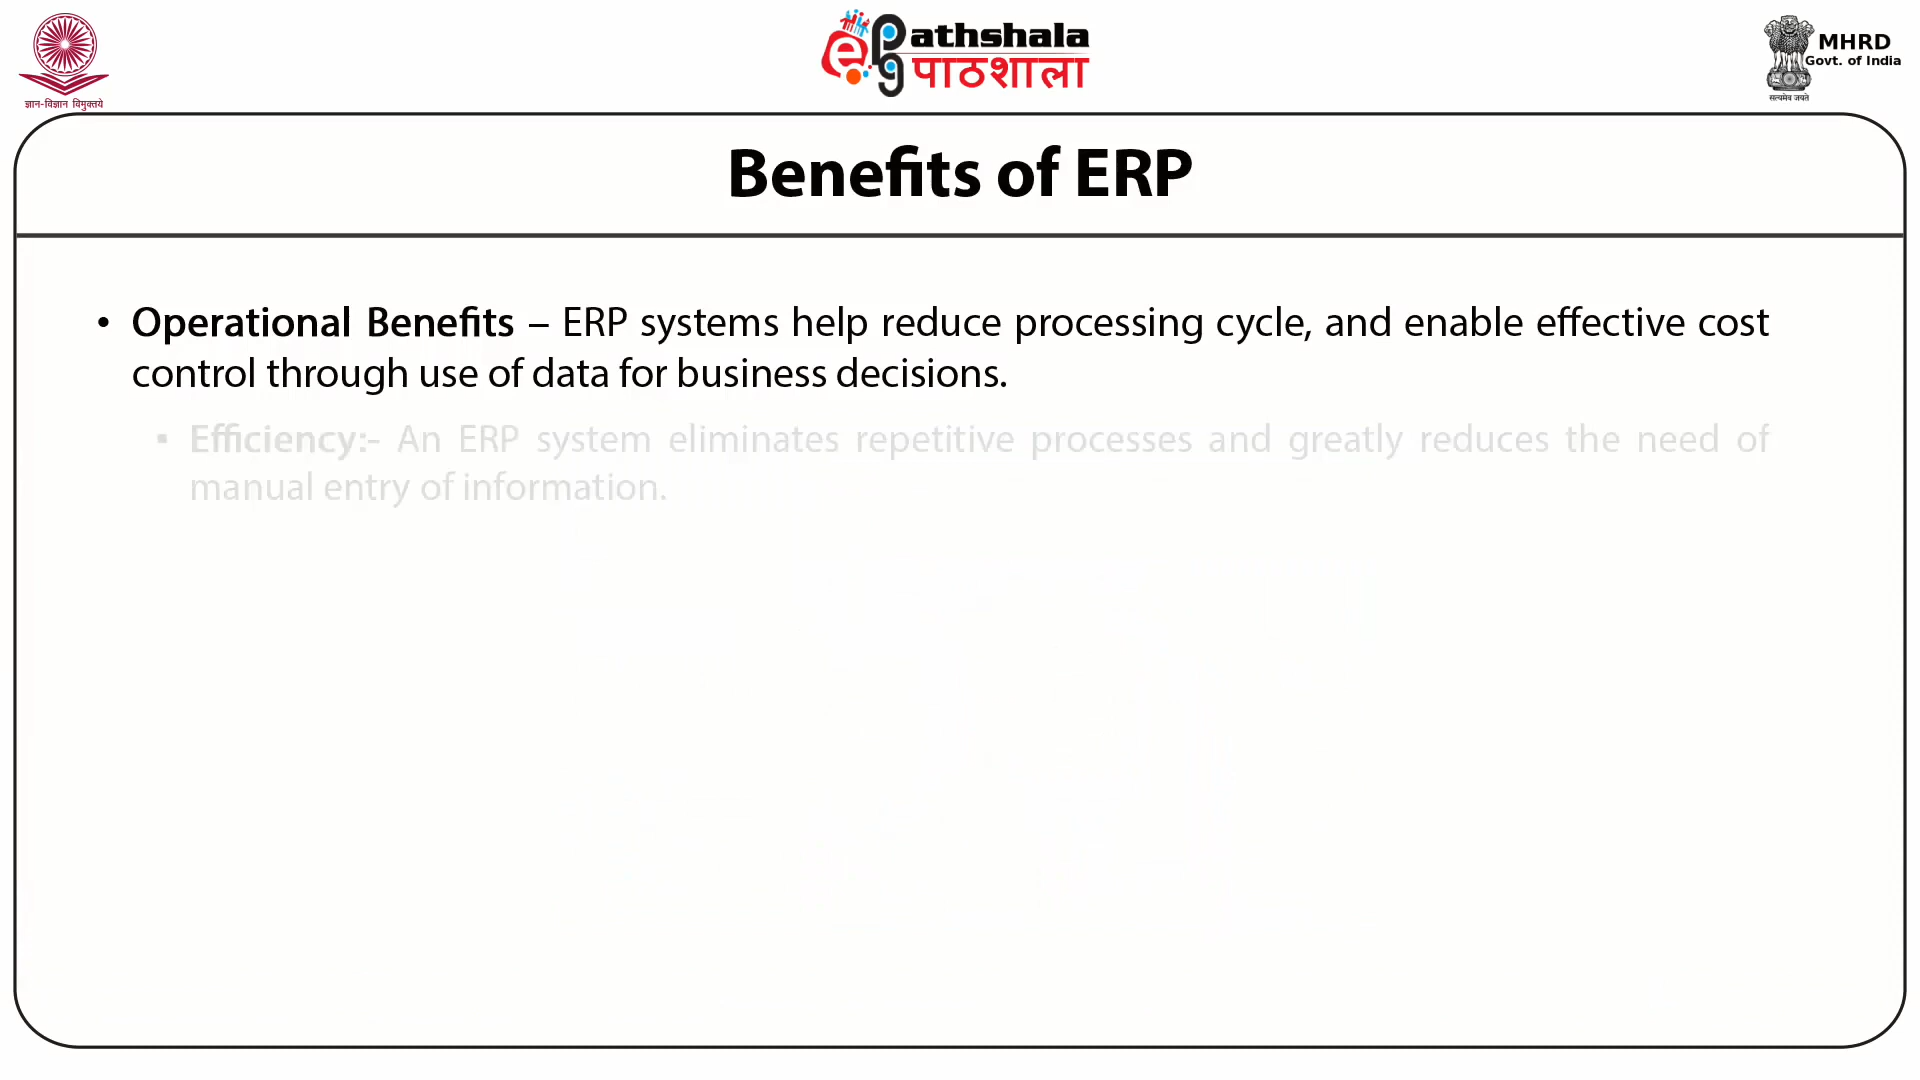 ज्ञान-विज्ञान विमुक्तये
ePGathshala
पाठशाला
MHRD
Govt. of India
सत्यमेव जयते
Benefits of ERP
• Operational Benefits – ERP systems help reduce processing cycle, and enable effective cost
control through use of data for business decisions.
▪ Efficiency:- An ERP system eliminates repetitive processes and greatly reduces the need of
manual entry of information.